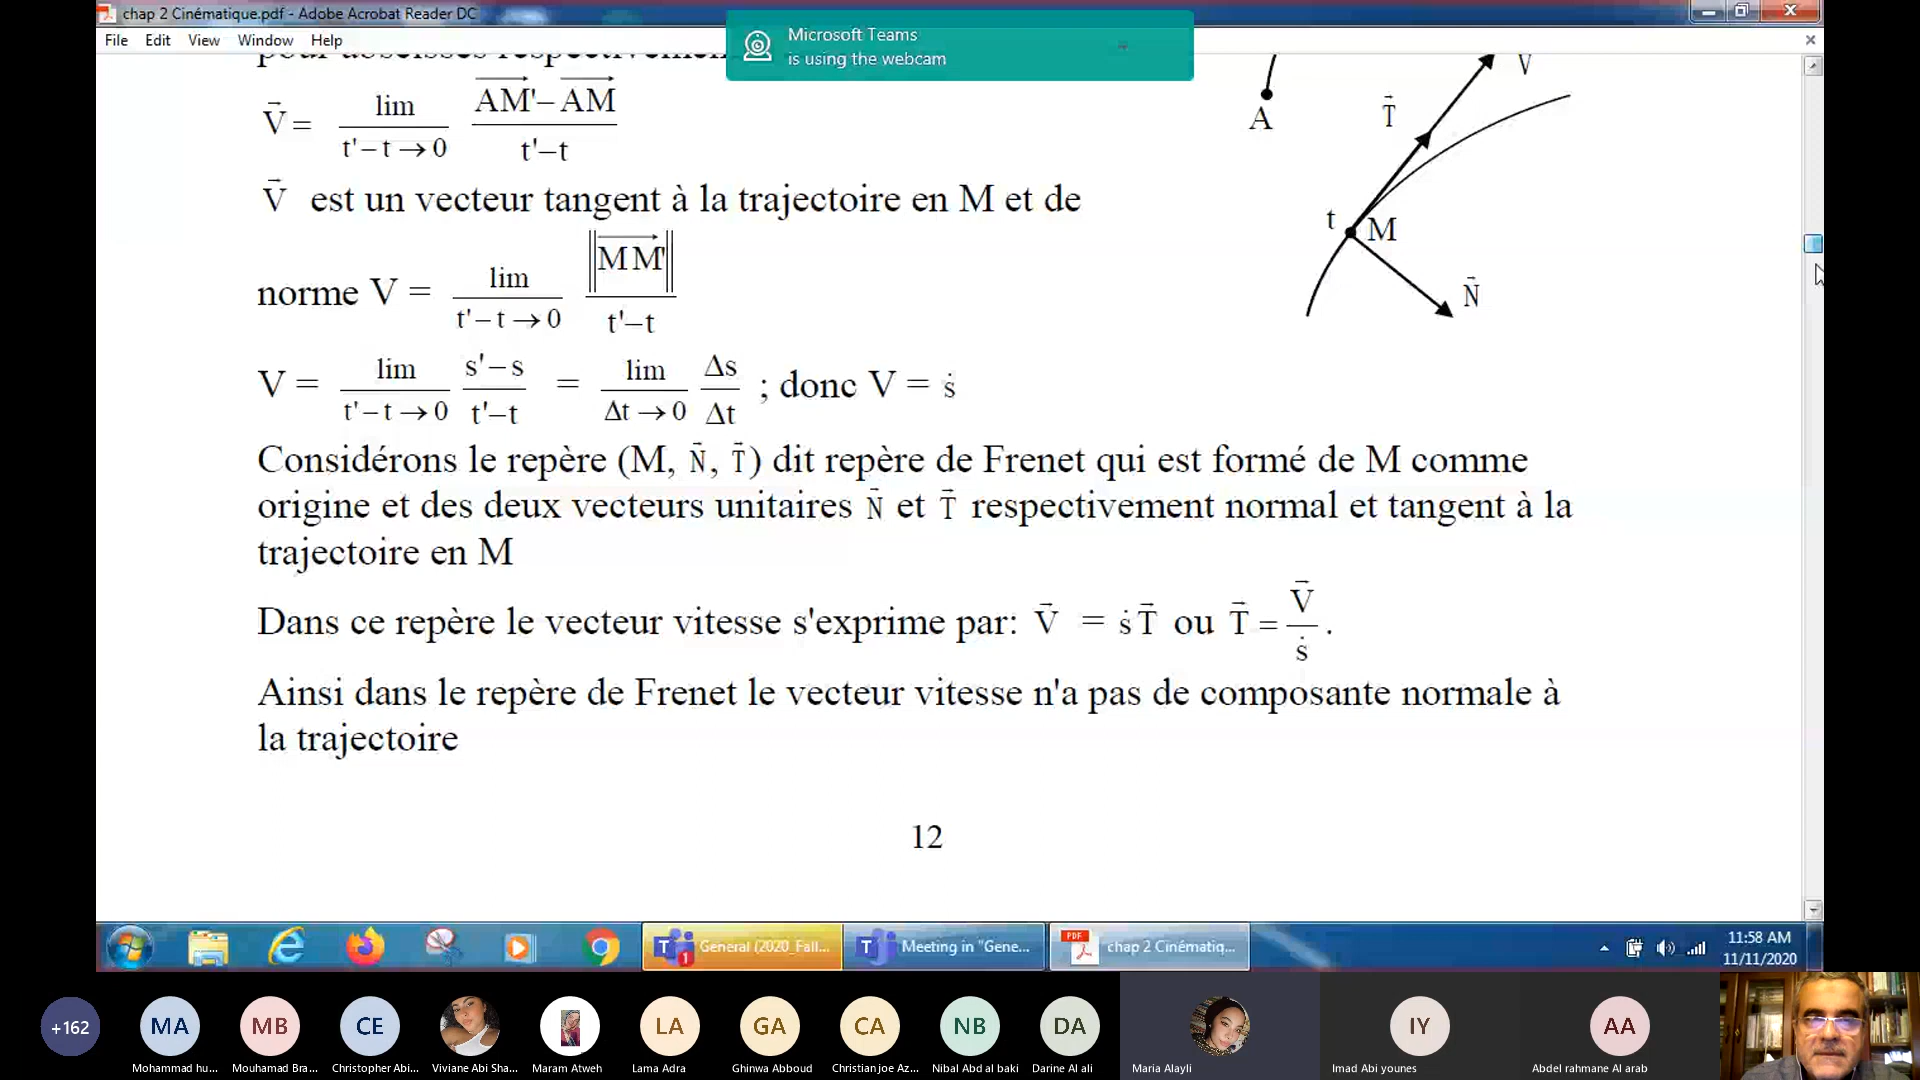 chap 2 Cinématique.pdf - Adobe Acrobat Reader DC
File Edit View Window Help
Microsoft Teams
is using the webcam
pour abscisses respectivement
V⃗ = lim t'−t→0 (AM'−AM)/(t'−t)
V⃗ est un vecteur tangent à la trajectoire en M et de
norme V = lim t'−t→0 ‖MM'‖/(t'−t)
V = lim t'−t→0 (s'−s)/(t'−t) = lim Δt→0 Δs/Δt ; donc V = ṡ
A
T⃗
V
t
M
N⃗
Considérons le repère (M, N⃗, T⃗) dit repère de Frenet qui est formé de M comme
origine et des deux vecteurs unitaires N⃗ et T⃗ respectivement normal et tangent à la
trajectoire en M
Dans ce repère le vecteur vitesse s'exprime par: V⃗ = ṡT⃗ ou T⃗ = V⃗/ṡ.
Ainsi dans le repère de Frenet le vecteur vitesse n'a pas de composante normale à
la trajectoire
12
General (2020_Fall...
Meeting in "Gene...
chap 2 Cinématiq...
11:58 AM
11/11/2020
+162
MA
MB
CE
LA
GA
CA
NB
DA
IY
AA
Mohammad hu...
Mouhamad Bra...
Christopher Abi...
Viviane Abi Sha...
Maram Atweh
Lama Adra
Ghinwa Abboud
Christian joe Az...
Nibal Abd al baki
Darine Al ali
Maria Alayli
Imad Abi younes
Abdel rahmane Al arab